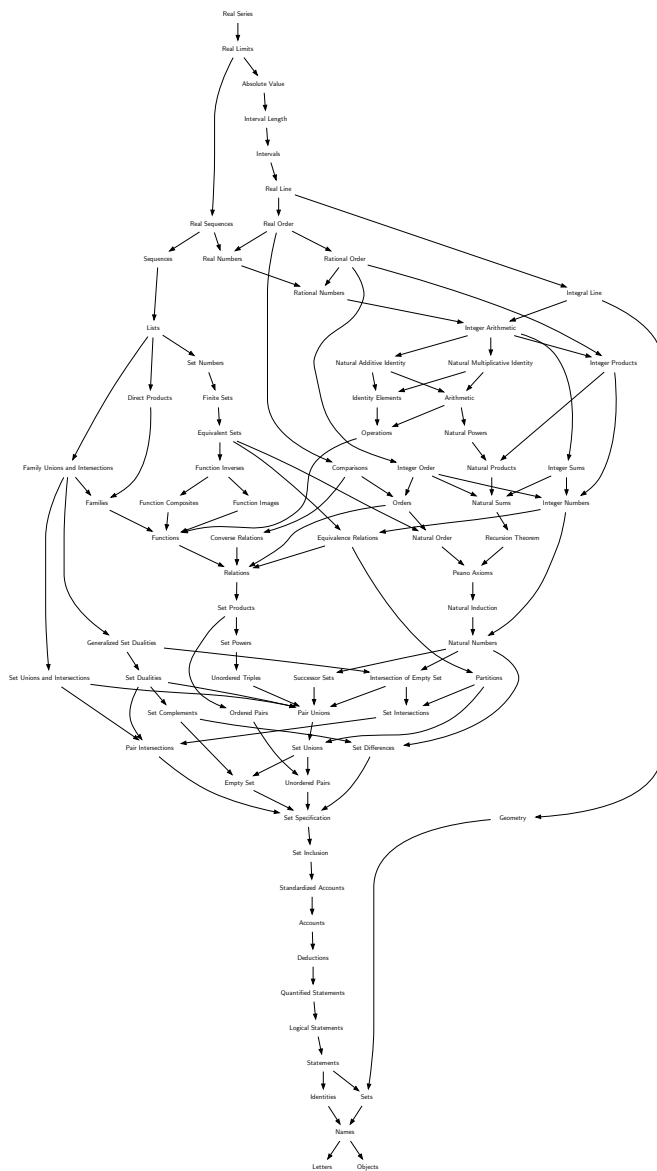 Real Series
Real Limits
Absolute Value
Interval Length
Intervals
Real Line
Real Sequences
Real Order
Sequences
Real Numbers
Rational Order
Rational Numbers
Integral Line
Lists
Integer Arithmetic
Set Numbers
Natural Additive Identity
Natural Multiplicative Identity
Integer Products
Direct Products
Finite Sets
Identity Elements
Arithmetic
Equivalent Sets
Operations
Natural Powers
Family Unions and Intersections
Function Inverses
Comparisons
Integer Order
Natural Products
Integer Sums
Families
Function Composites
Function Images
Orders
Natural Sums
Integer Numbers
Functions
Converse Relations
Equivalence Relations
Natural Order
Recursion Theorem
Relations
Peano Axioms
Set Products
Natural Induction
Generalized Set Dualities
Set Powers
Natural Numbers
Set Unions and Intersections
Set Dualities
Unordered Triples
Successor Sets
Intersection of Empty Set
Partitions
Set Complements
Ordered Pairs
Pair Unions
Set Intersections
Pair Intersections
Set Unions
Set Differences
Empty Set
Unordered Pairs
Set Specification
Geometry
Set Inclusion
Standardized Accounts
Accounts
Deductions
Quantified Statements
Logical Statements
Statements
Identities
Sets
Names
Letters
Objects